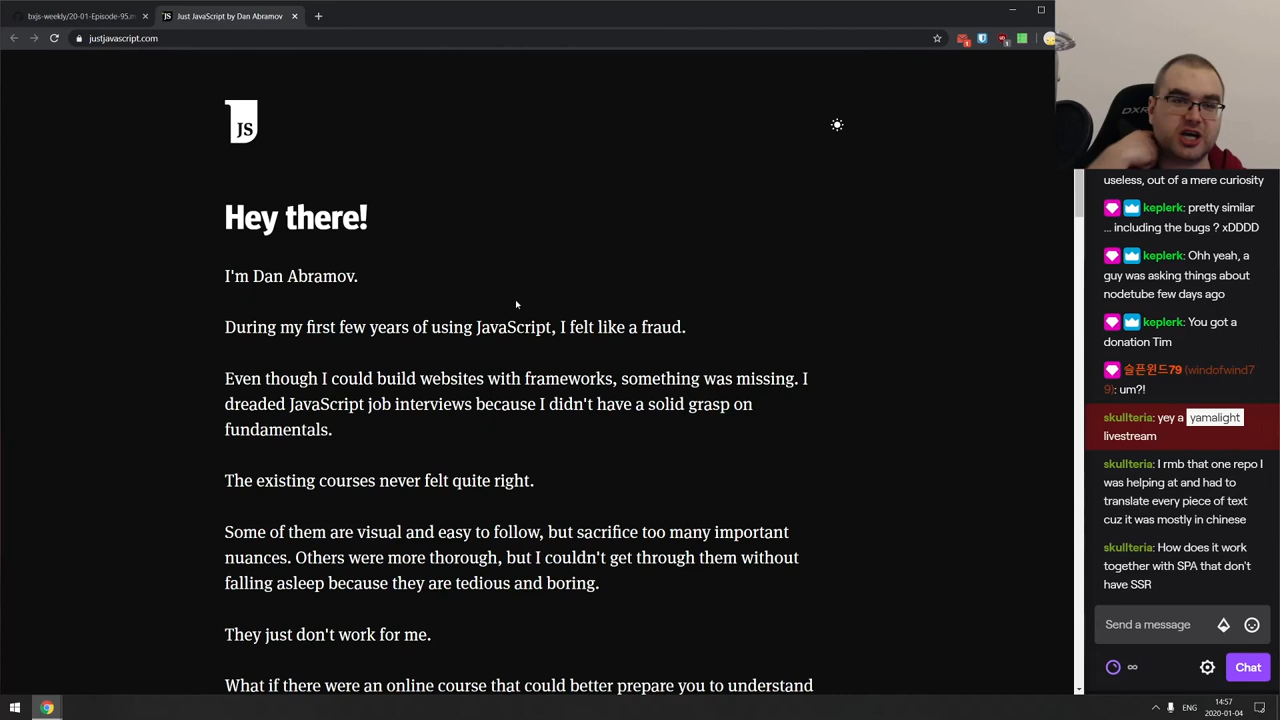 bxjs-weekly/20-01-Episode-95.m
Just JavaScript by Dan Abramov
justjavascript.com
JS
Hey there!
I'm Dan Abramov.
During my first few years of using JavaScript, I felt like a fraud.
Even though I could build websites with frameworks, something was missing. I
dreaded JavaScript job interviews because I didn't have a solid grasp on
fundamentals.
The existing courses never felt quite right.
Some of them are visual and easy to follow, but sacrifice too many important
nuances. Others were more thorough, but I couldn't get through them without
falling asleep because they are tedious and boring.
They just don't work for me.
What if there were an online course that could better prepare you to understand
DXR
useless, out of a mere curiosity
keplerk: pretty similar
... including the bugs ? xDDDD
keplerk: Ohh yeah, a
guy was asking things about
nodetube few days ago
keplerk: You got a
donation Tim
슬픈윈드79 (windofwind7
9): um?!
skullteria: yey a yamalight
livestream
skullteria: I rmb that one repo I
was helping at and had to
translate every piece of text
cuz it was mostly in chinese
skullteria: How does it work
together with SPA that don't
have SSR
Send a message
∞
Chat
ENG
14:57
2020-01-04